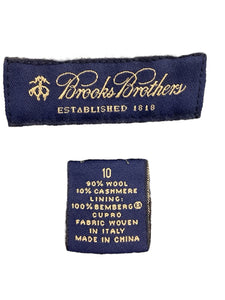 Brooks Brothers
ESTABLISHED 1818
10
90% WOOL
10% CASHMERE
LINING:
100% BEMBERG®
CUPRO
FABRIC WOVEN
IN ITALY
MADE IN CHINA